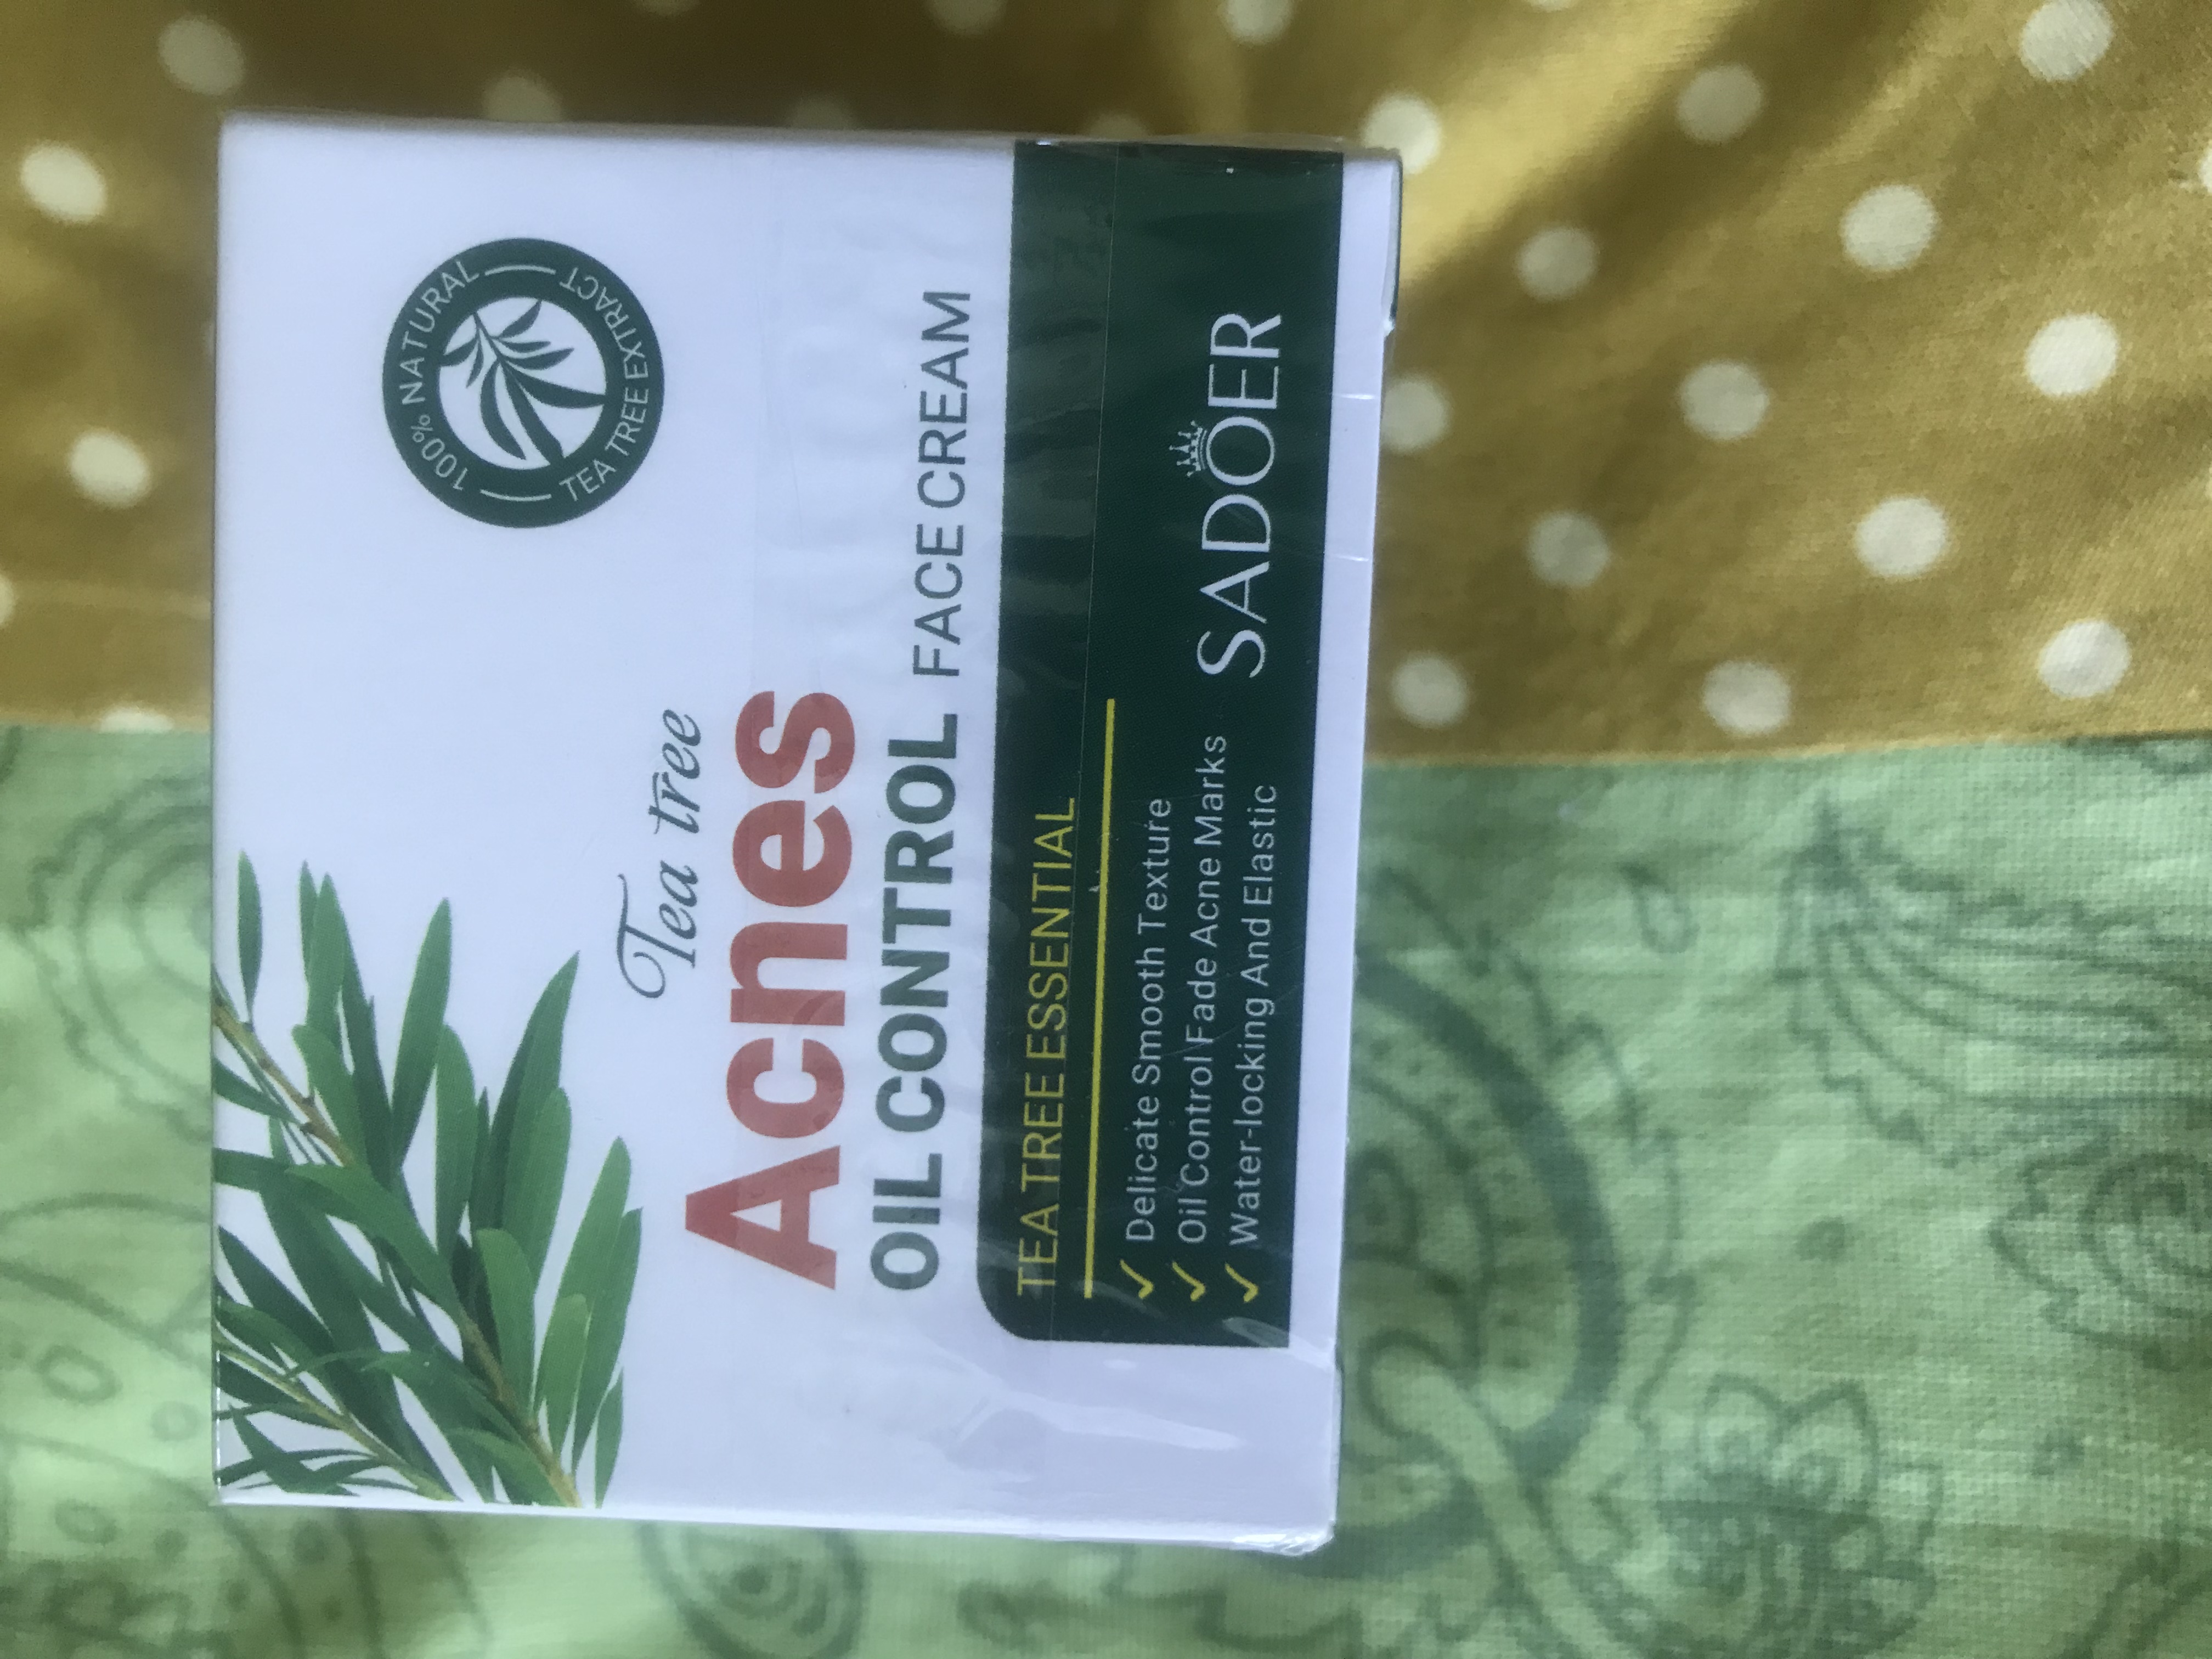 100% NATURAL
TEA TREE EXTRACT
Tea tree
Acnes
OIL CONTROL FACE CREAM
TEA TREE ESSENTIAL
✓ Delicate Smooth Texture
✓ Oil Control Fade Acne Marks
✓ Water-locking And Elastic
SADOER